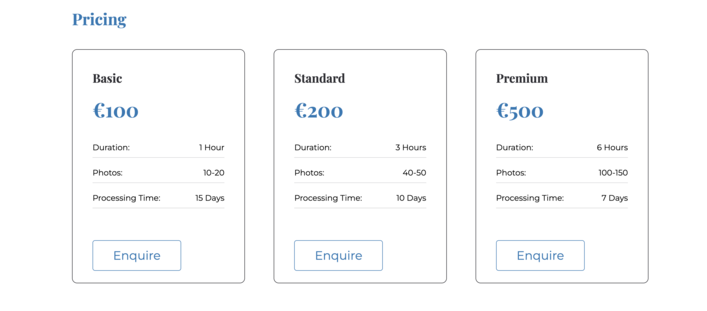 Pricing
Basic
€100
Duration: 1 Hour
Photos: 10-20
Processing Time: 15 Days
Enquire
Standard
€200
Duration: 3 Hours
Photos: 40-50
Processing Time: 10 Days
Enquire
Premium
€500
Duration: 6 Hours
Photos: 100-150
Processing Time: 7 Days
Enquire